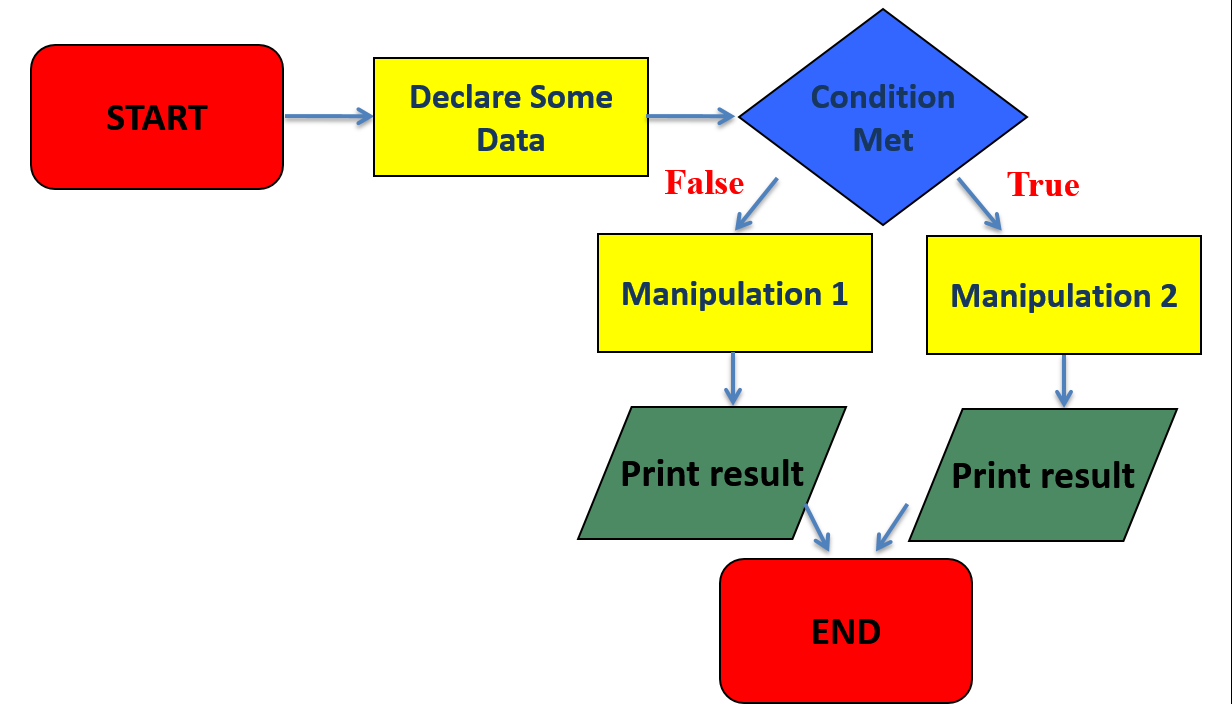 START
Declare Some
Data
Condition
Met
False
True
Manipulation 1
Manipulation 2
Print result
Print result
END